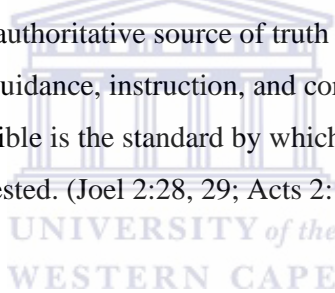 authoritative source of truth
uidance, instruction, and cor
ible is the standard by which
ested. (Joel 2:28, 29; Acts 2:
UNIVERSITY of the
WESTERN CAPE